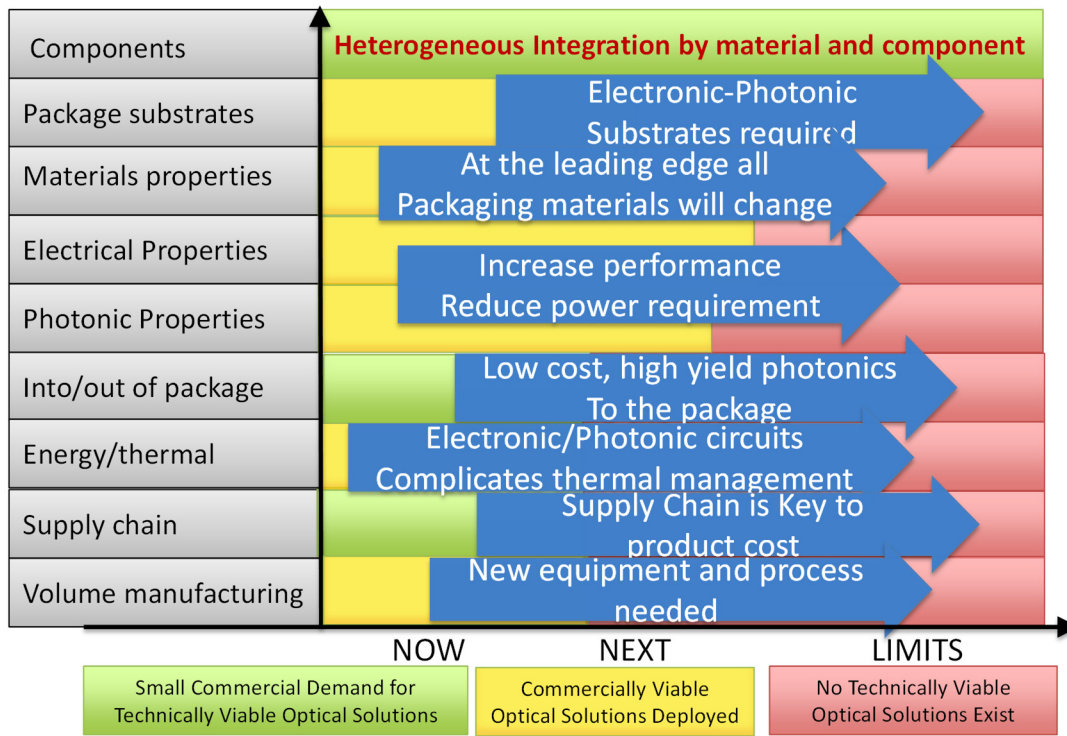 Components
Heterogeneous Integration by material and component
Package substrates
Electronic-Photonic
Substrates required
Materials properties
At the leading edge all
Packaging materials will change
Electrical Properties
Increase performance
Reduce power requirement
Photonic Properties
Into/out of package
Low cost, high yield photonics
To the package
Energy/thermal
Electronic/Photonic circuits
Complicates thermal management
Supply chain
Supply Chain is Key to
product cost
Volume manufacturing
New equipment and process
needed
NOW
NEXT
LIMITS
Small Commercial Demand for
Technically Viable Optical Solutions
Commercially Viable
Optical Solutions Deployed
No Technically Viable
Optical Solutions Exist